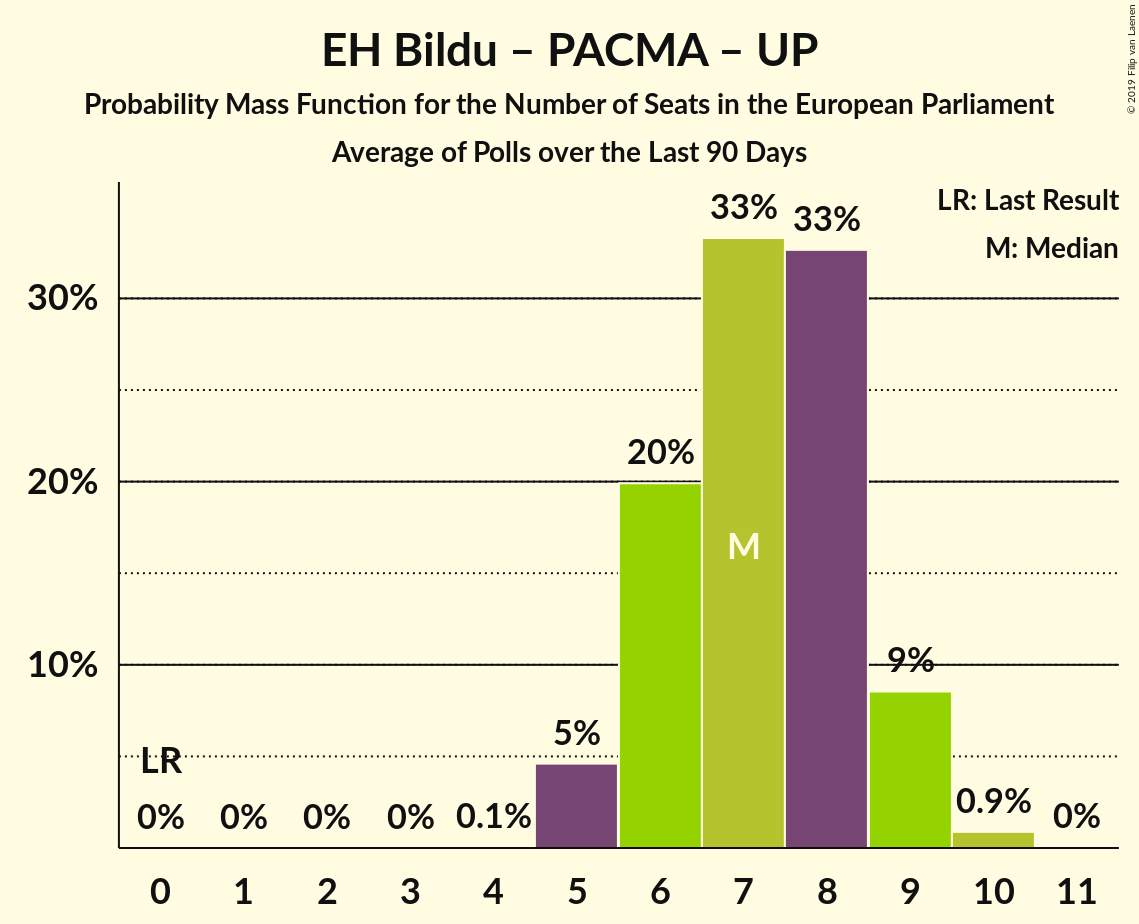 EH Bildu – PACMA – UP
Probability Mass Function for the Number of Seats in the European Parliament
Average of Polls over the Last 90 Days
© 2019 Filip van Laenen
LR: Last Result
M: Median
33%
33%
30%
20%
20%
M
10%
9%
5%
LR
0%
0%
0%
0%
0.1%
0.9%
0%
0 1 2 3 4 5 6 7 8 9 10 11